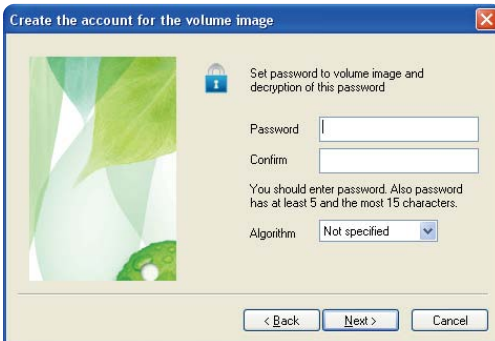 Create the account for the volume image
Set password to volume image and
decryption of this password
Password
Confirm
You should enter password. Also password
has at least 5 and the most 15 characters.
Algorithm Not specified
< Back Next > Cancel